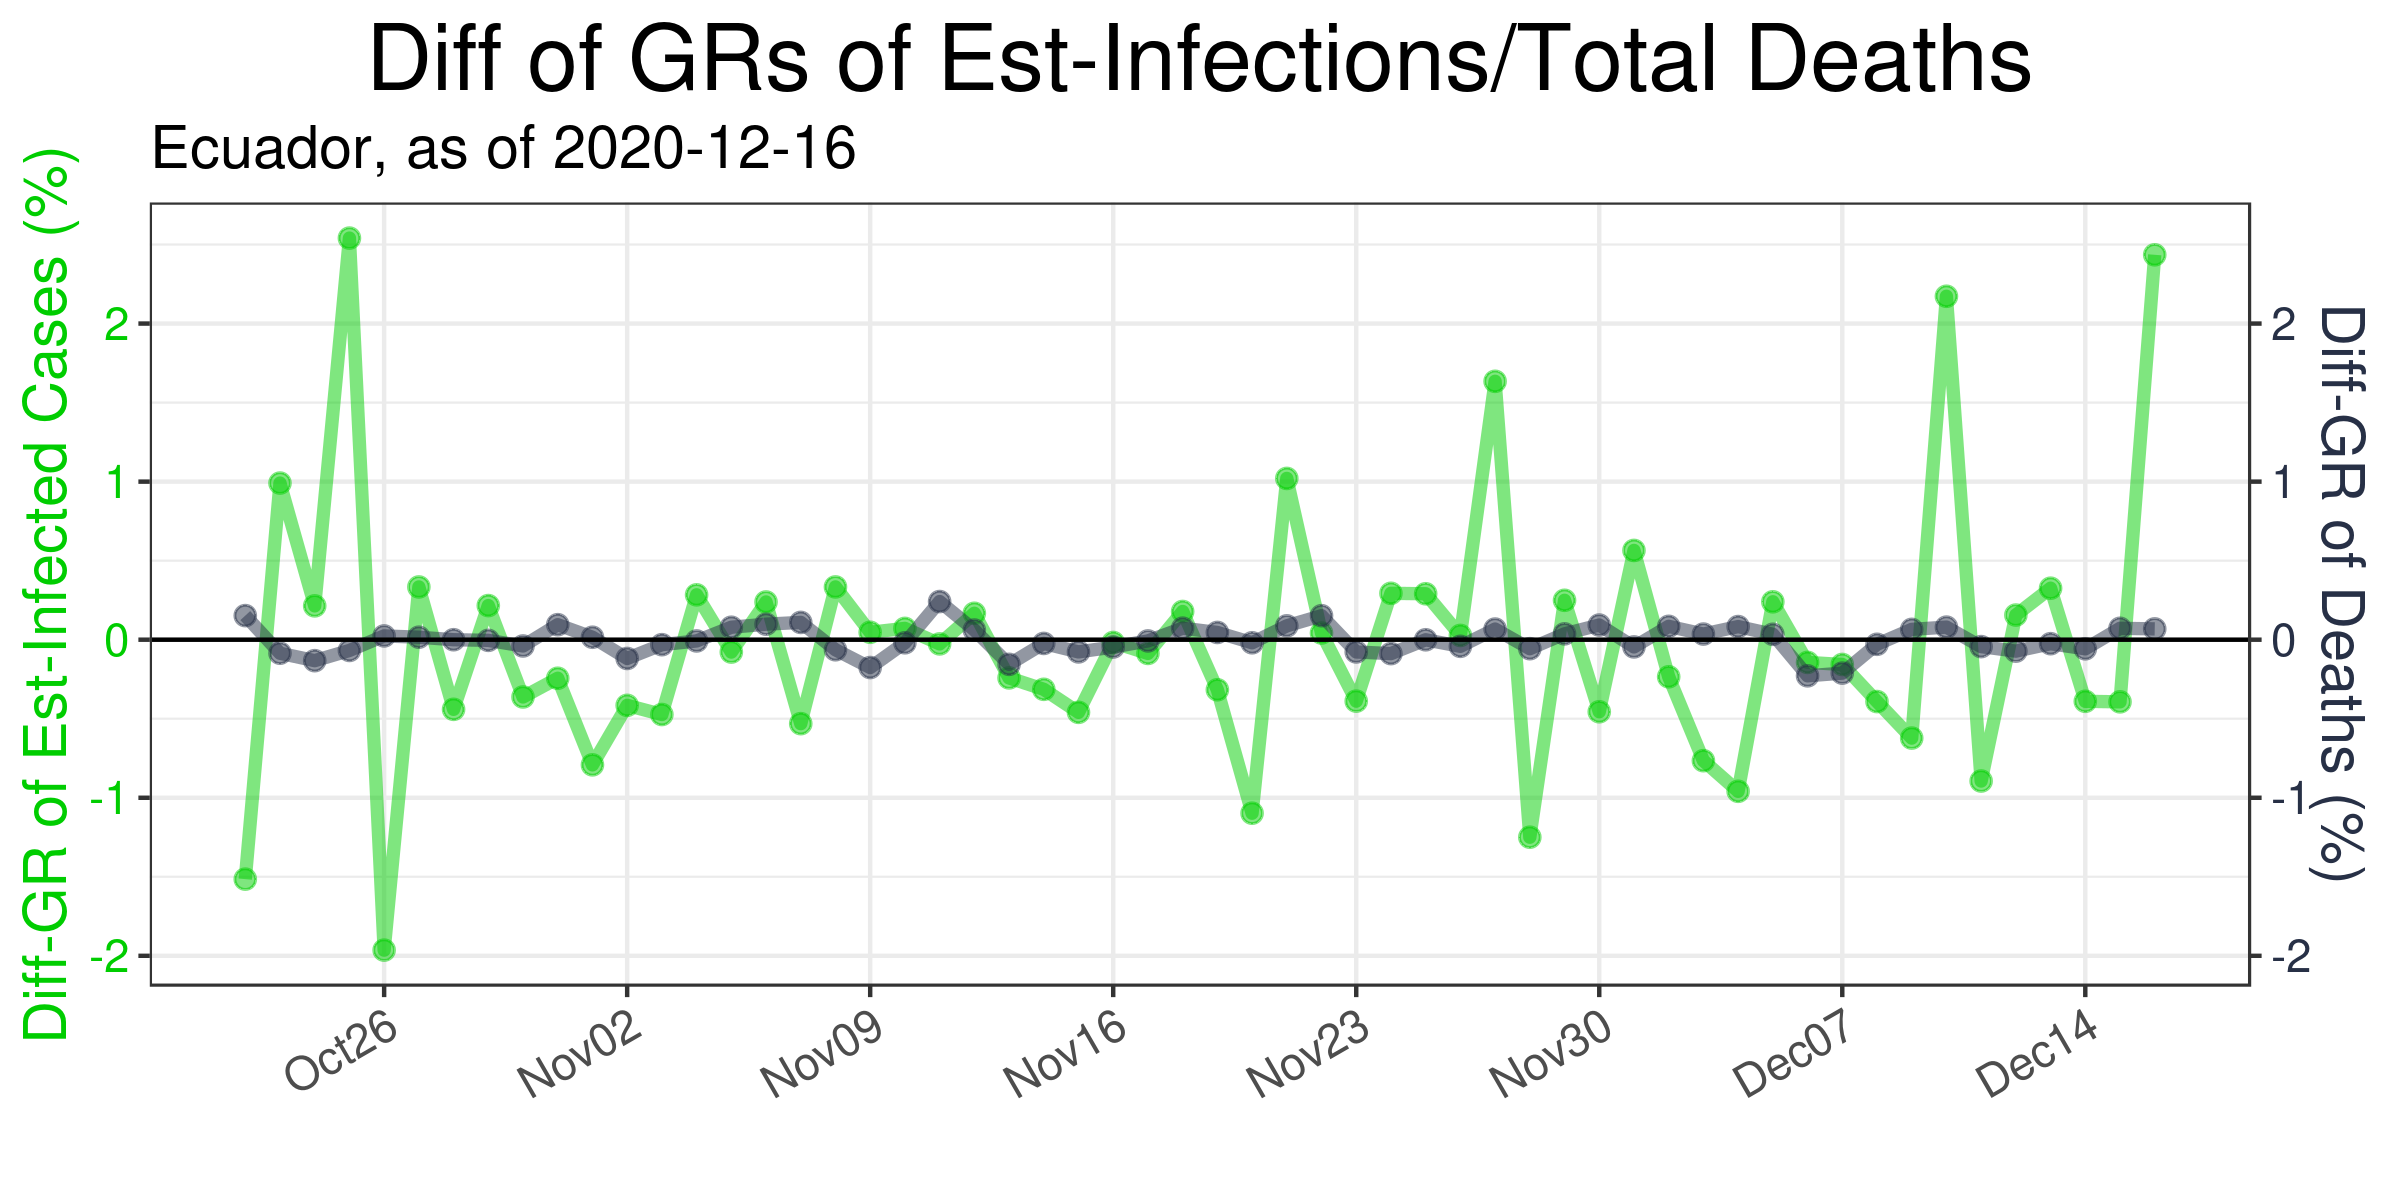 Diff of GRs of Est-Infections/Total Deaths
Ecuador, as of 2020-12-16
Diff-GR of Est-Infected Cases (%)
2
1
0
-1
-2
2
1
0
-1
-2
Diff-GR of Deaths (%)
Oct26
Nov02
Nov09
Nov16
Nov23
Nov30
Dec07
Dec14